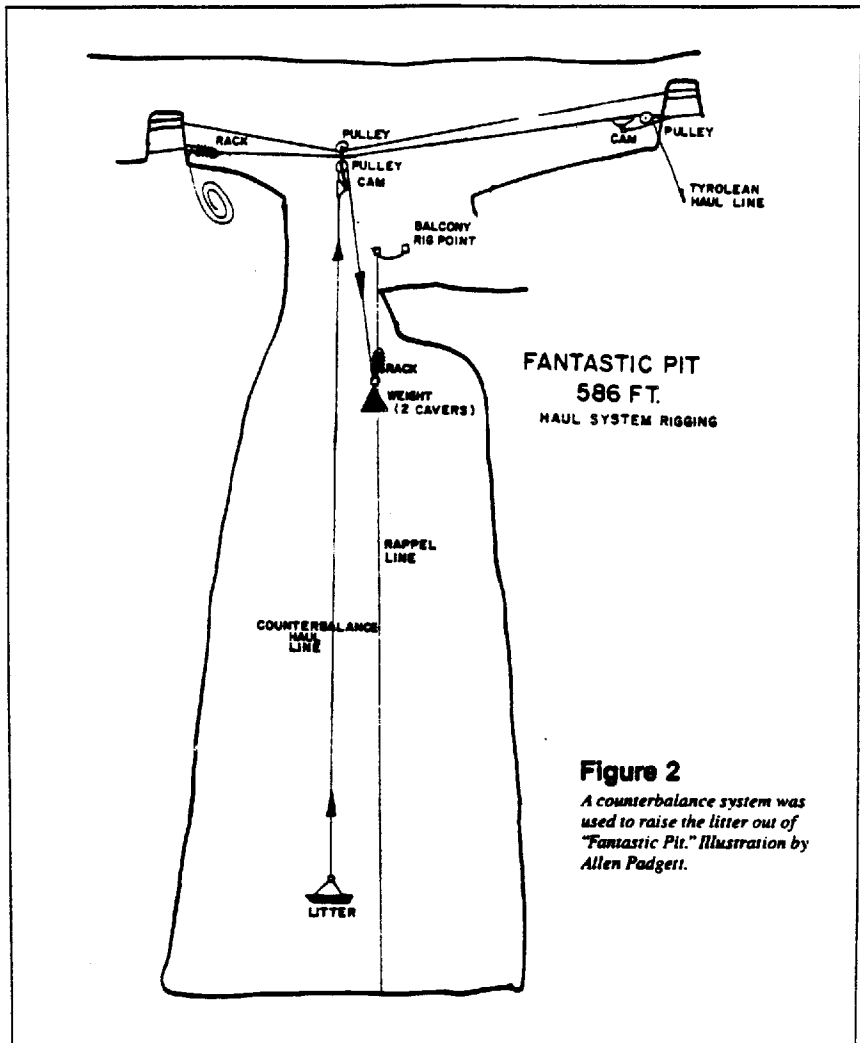 RACK
PULLEY
PULLEY
CAM
CAM
PULLEY
TYROLEAN
HAUL LINE
BALCONY
RIG POINT
RACK
WEIGHT
(2 CAVERS)
FANTASTIC PIT
586 FT.
HAUL SYSTEM RIGGING
RAPPEL
LINE
COUNTERBALANCE
HAUL
LINE
LITTER
Figure 2
A counterbalance system was
used to raise the litter out of
"Fantastic Pit." Illustration by
Allen Padgett.